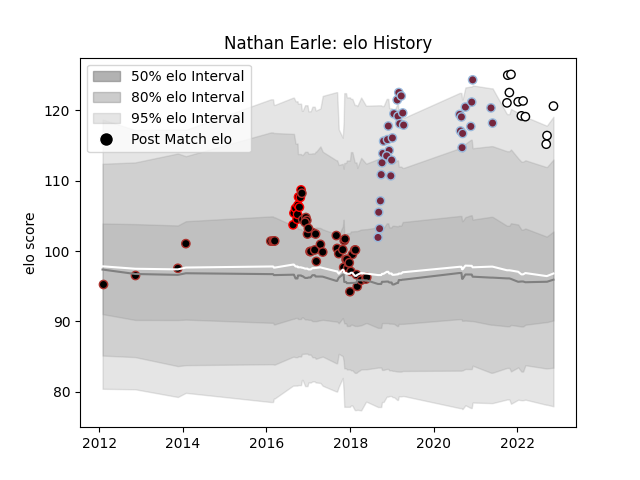 Nathan Earle: elo History
50% elo Interval
80% elo Interval
95% elo Interval
Post Match elo
elo score
120
110
100
90
80
2012
2014
2016
2018
2020
2022